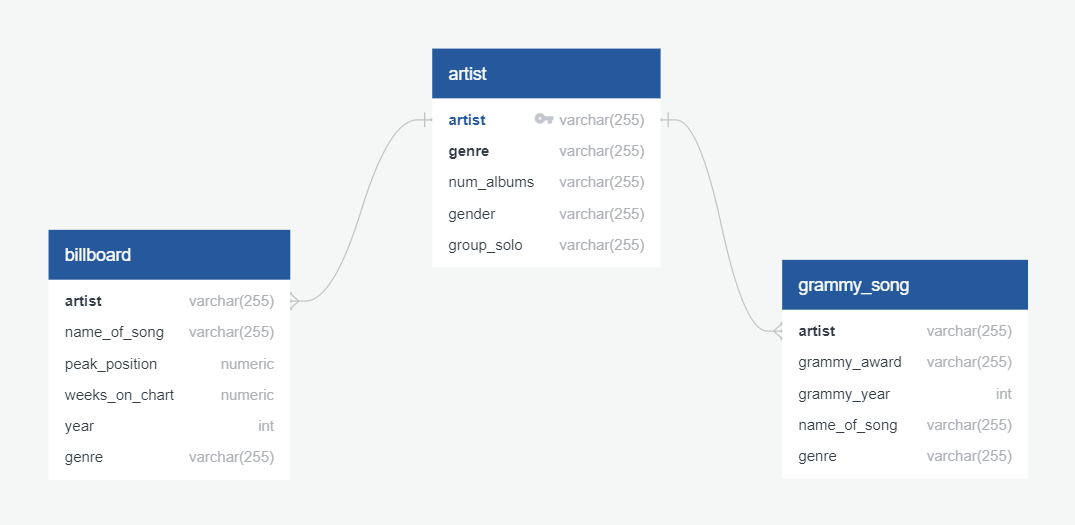 artist
artist varchar(255)
genre varchar(255)
num_albums varchar(255)
gender varchar(255)
group_solo varchar(255)
billboard
artist varchar(255)
name_of_song varchar(255)
peak_position numeric
weeks_on_chart numeric
year int
genre varchar(255)
grammy_song
artist varchar(255)
grammy_award varchar(255)
grammy_year int
name_of_song varchar(255)
genre varchar(255)